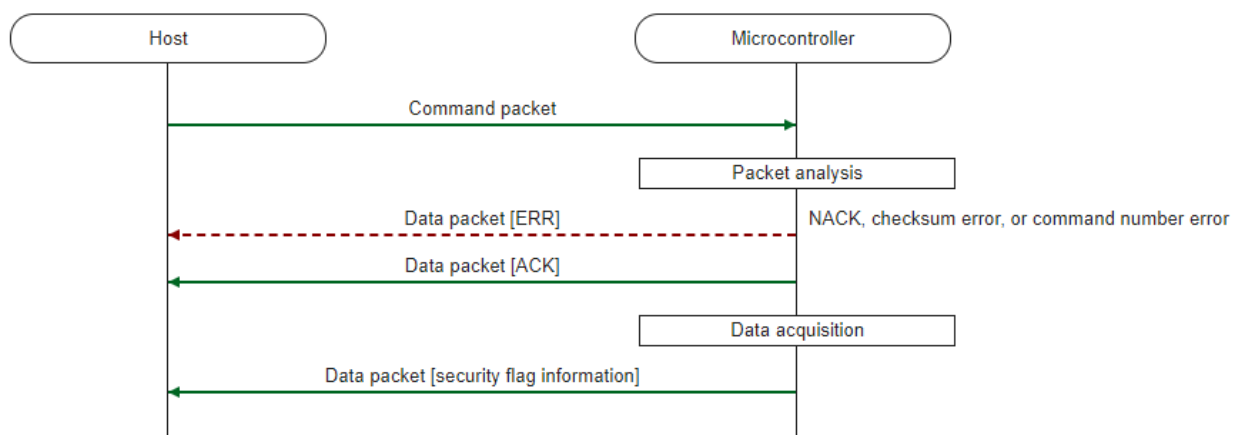 Host
Microcontroller
Command packet
Packet analysis
Data packet [ERR]
NACK, checksum error, or command number error
Data packet [ACK]
Data acquisition
Data packet [security flag information]